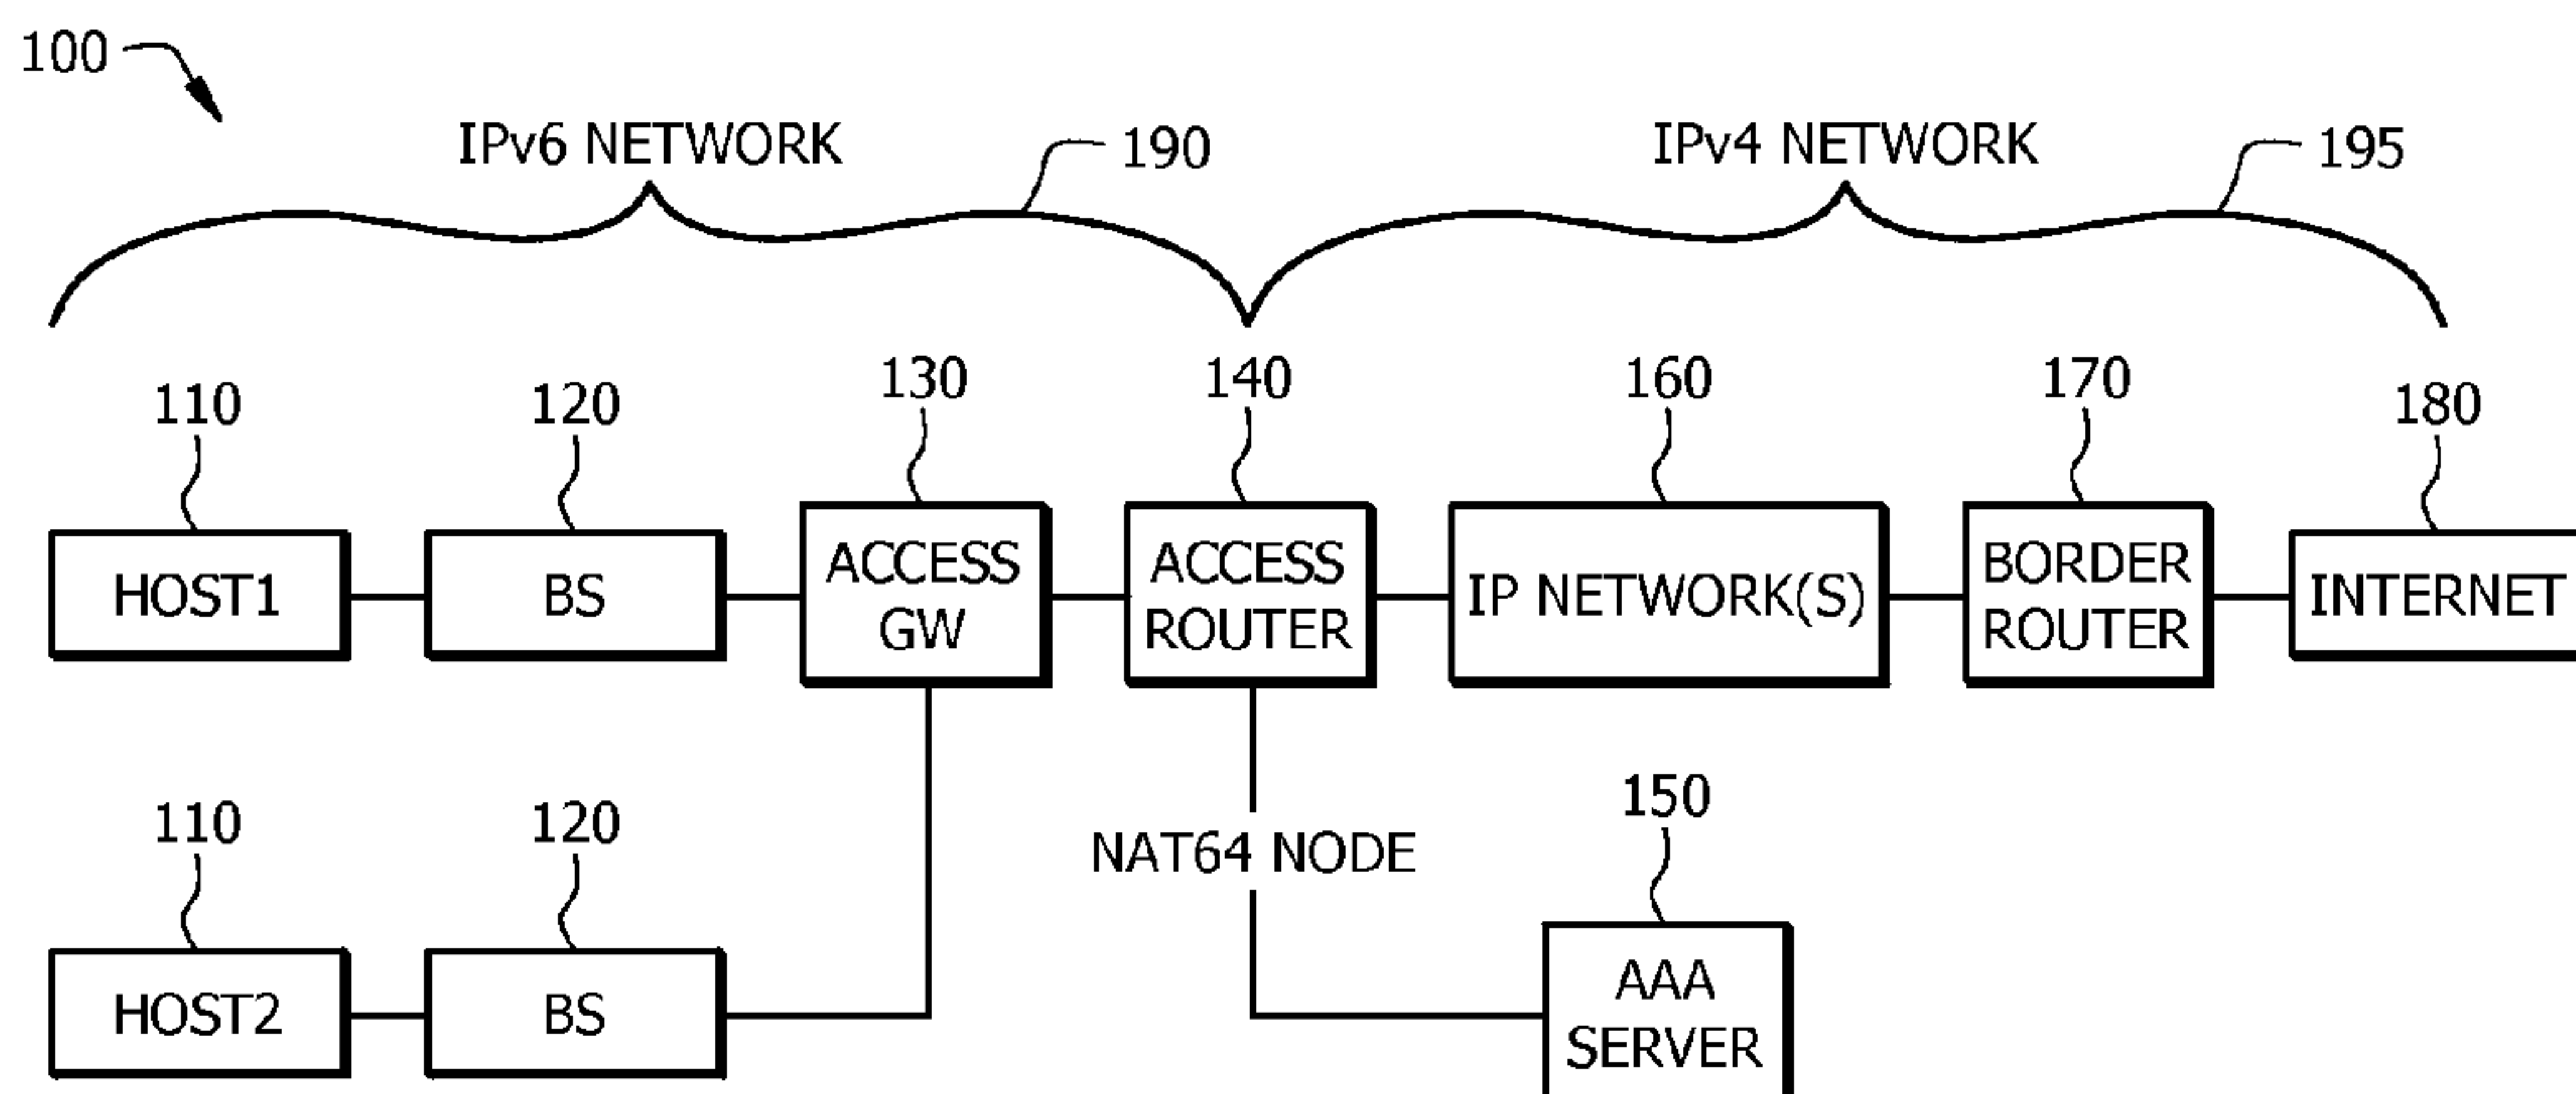 100
IPv6 NETWORK
190
IPv4 NETWORK
195
110
120
130
140
160
170
180
HOST1
BS
ACCESS
GW
ACCESS
ROUTER
IP NETWORK(S)
BORDER
ROUTER
INTERNET
110
120
NAT64 NODE
150
HOST2
BS
AAA
SERVER